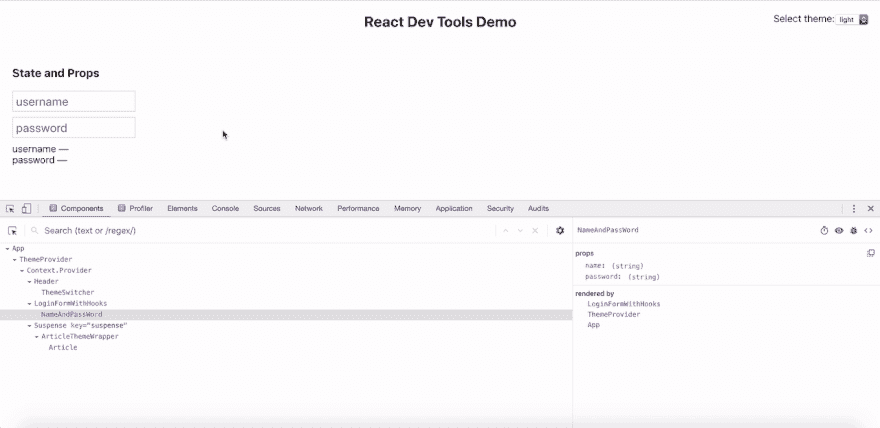 React Dev Tools Demo
Select theme: light
State and Props
username
password
username —
password —
Components Profiler Elements Console Sources Network Performance Memory Application Security Audits
Search (text or /regex/)
App
ThemeProvider
Context.Provider
Header
ThemeSwitcher
LoginFormWithHooks
NameAndPassWord
Suspense key="suspense"
ArticleThemeWrapper
Article
NameAndPassWord
props
name: (string)
password: (string)
rendered by
LoginFormWithHooks
ThemeProvider
App